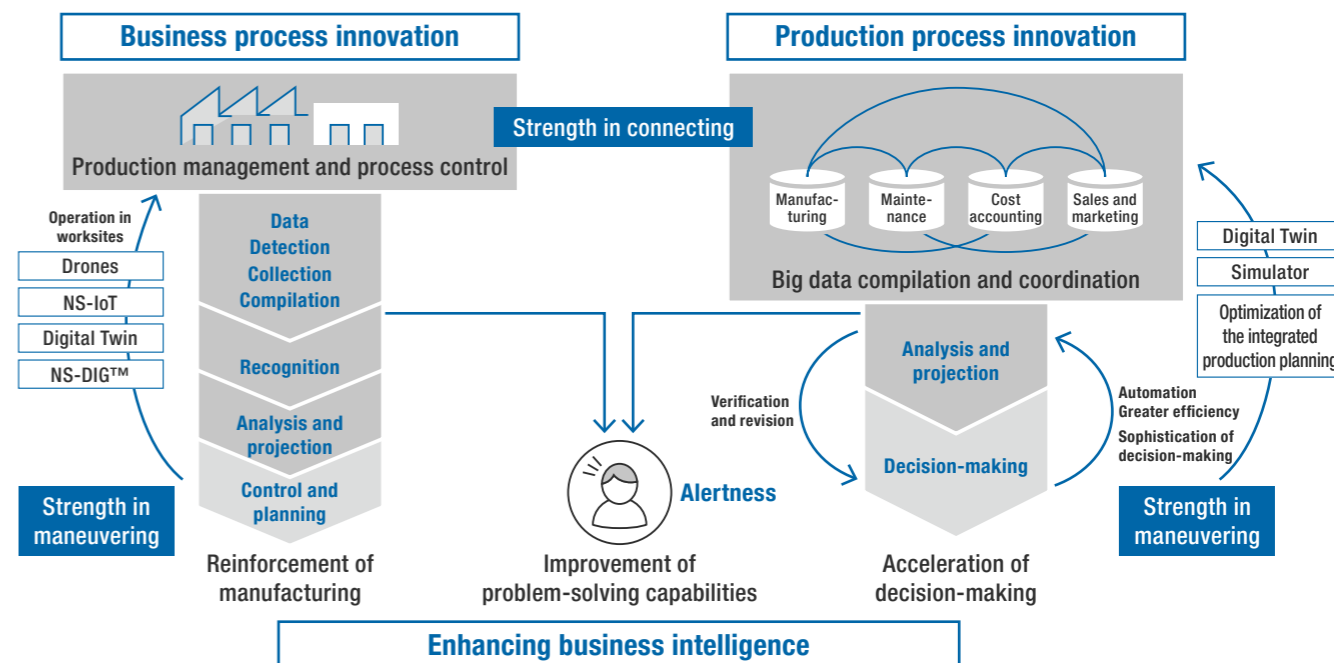 Business process innovation
Production process innovation
Production management and process control
Strength in connecting
Manufac-
turing
Mainte-
nance
Cost
accounting
Sales and
marketing
Big data compilation and coordination
Operation in
worksites
Drones
NS-IoT
Digital Twin
NS-DIG™
Strength in
maneuvering
Data
Detection
Collection
Compilation
Recognition
Analysis and
projection
Control and
planning
Reinforcement of
manufacturing
Alertness
Improvement of
problem-solving capabilities
Verification
and revision
Analysis and
projection
Decision-making
Automation
Greater efficiency
Sophistication of
decision-making
Acceleration of
decision-making
Digital Twin
Simulator
Optimization of
the integrated
production planning
Strength in
maneuvering
Enhancing business intelligence